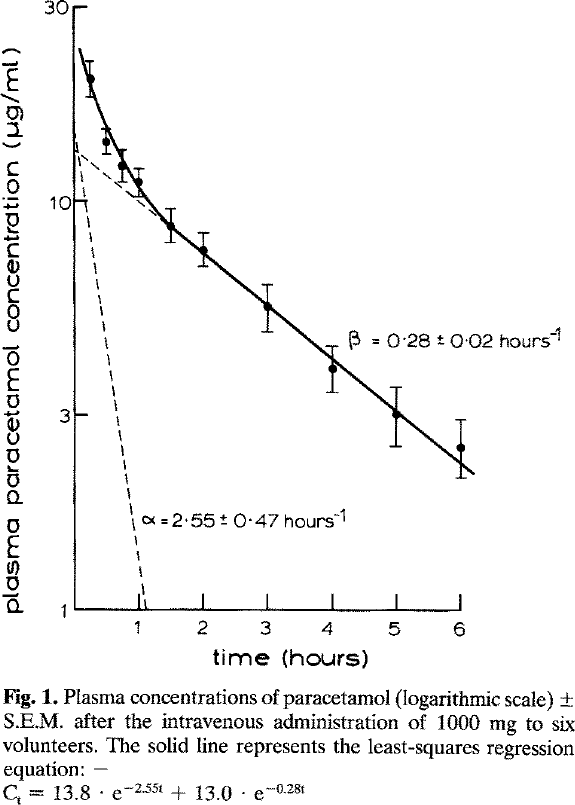 30
10
3
1
plasma paracetamol concentration (µg/ml)
β = 0·28 ± 0·02 hours⁻¹
α = 2·55 ± 0·47 hours⁻¹
1 2 3 4 5 6
time (hours)
Fig. 1. Plasma concentrations of paracetamol (logarithmic scale) ±
S.E.M. after the intravenous administration of 1000 mg to six
volunteers. The solid line represents the least-squares regression
equation: —
Cₜ = 13.8 · e⁻²·⁵⁵ᵗ + 13.0 · e⁻⁰·²⁸ᵗ